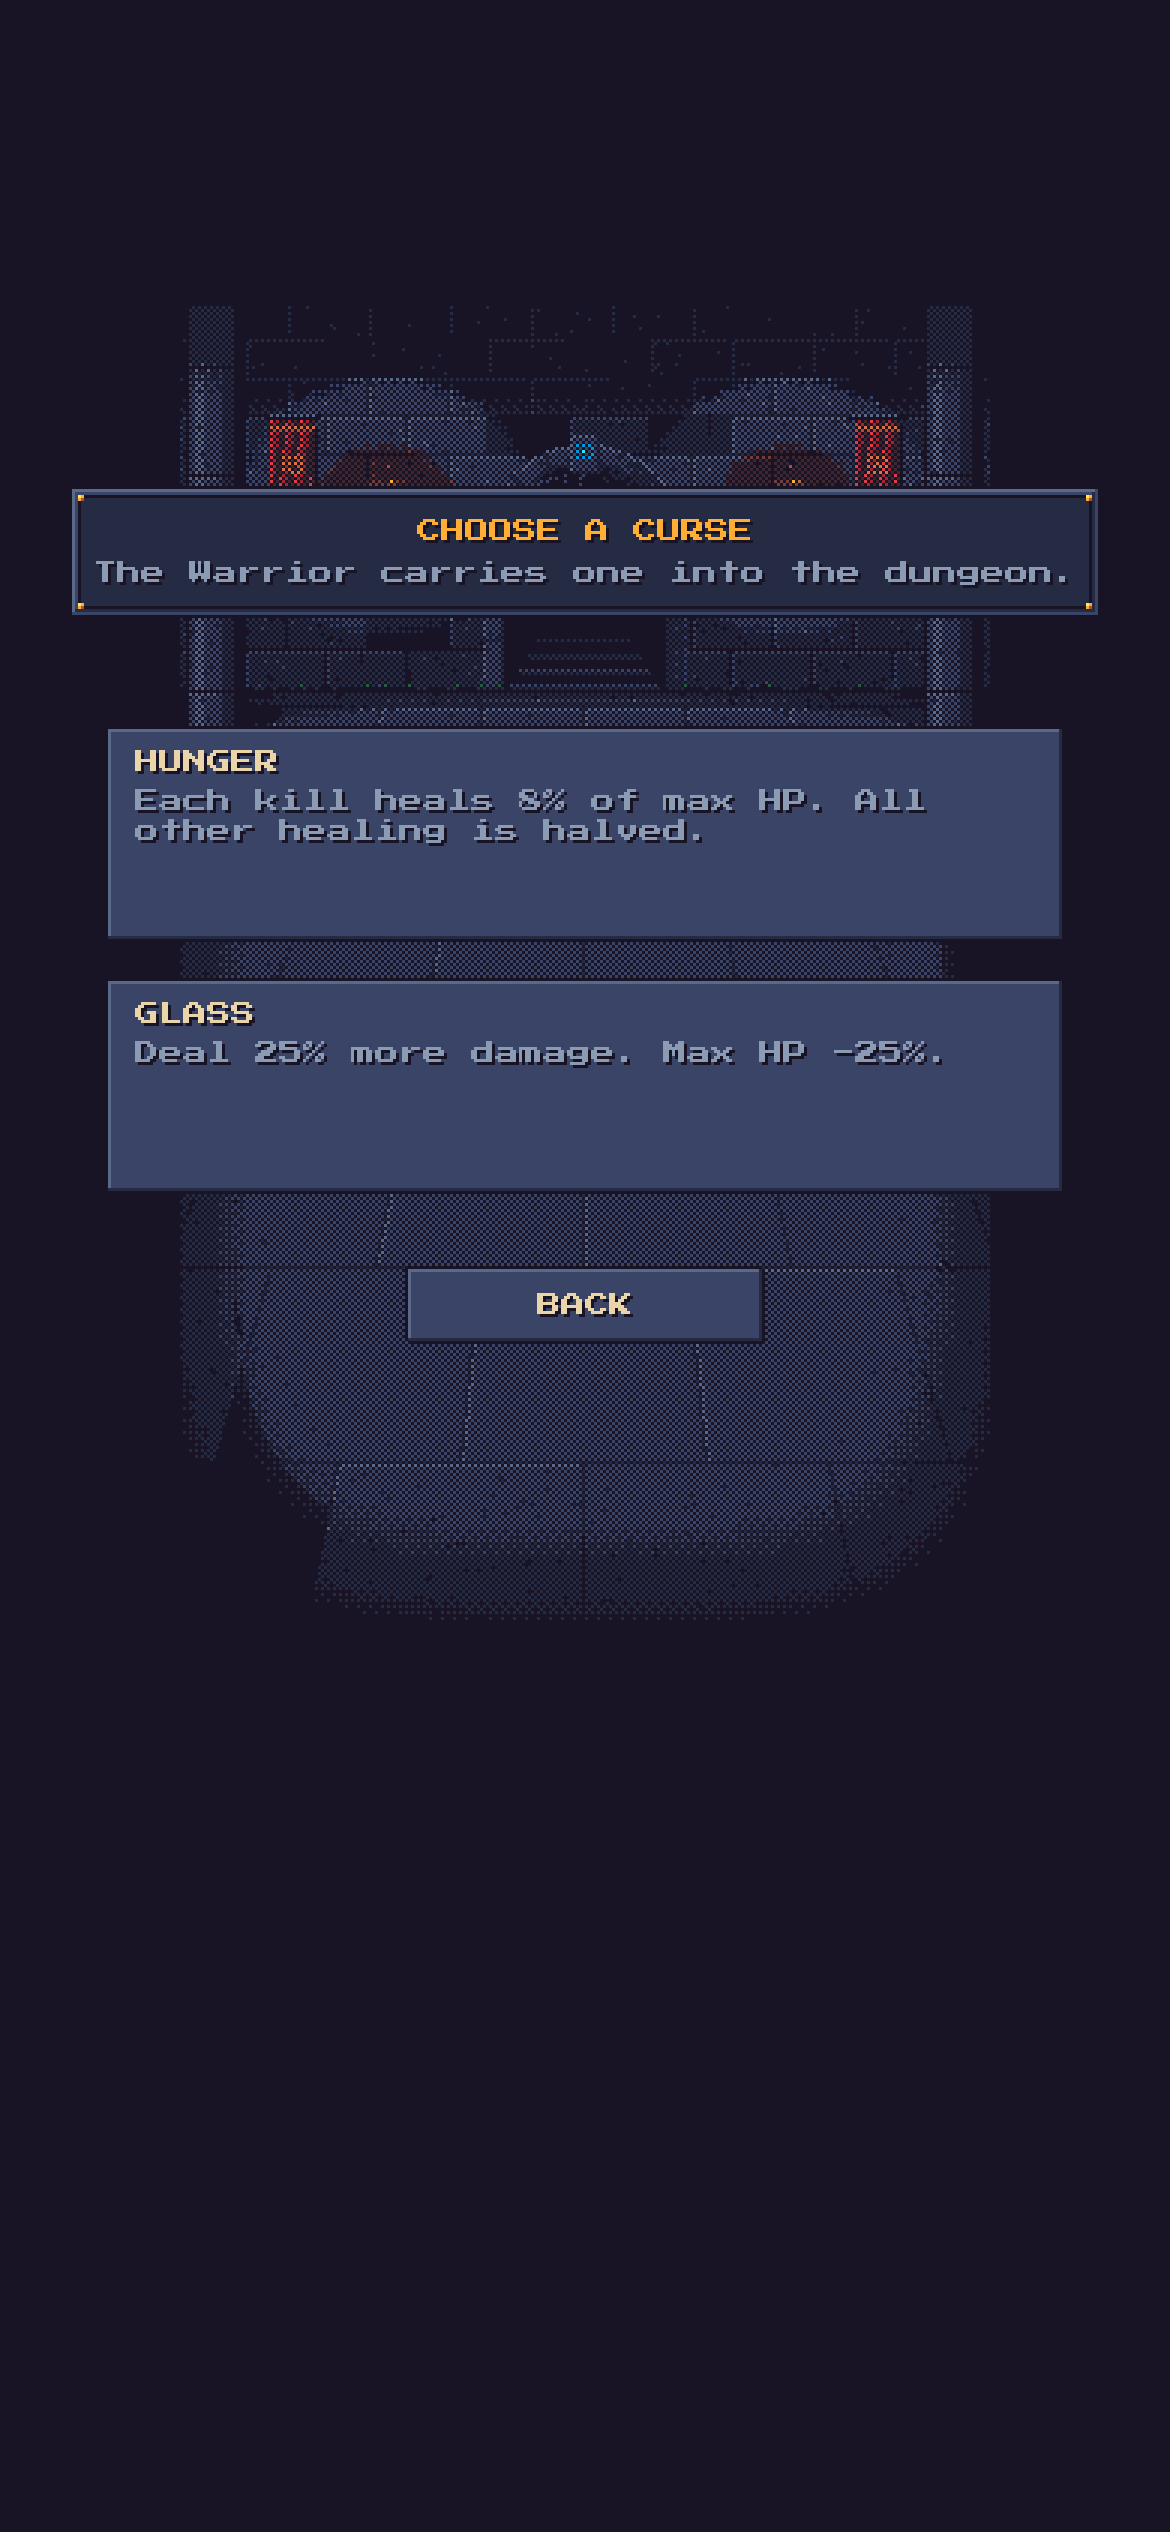 CHOOSE A CURSE
The Warrior carries one into the dungeon.
HUNGER
Each kill heals 8% of max HP. All
other healing is halved.
GLASS
Deal 25% more damage. Max HP -25%.
BACK